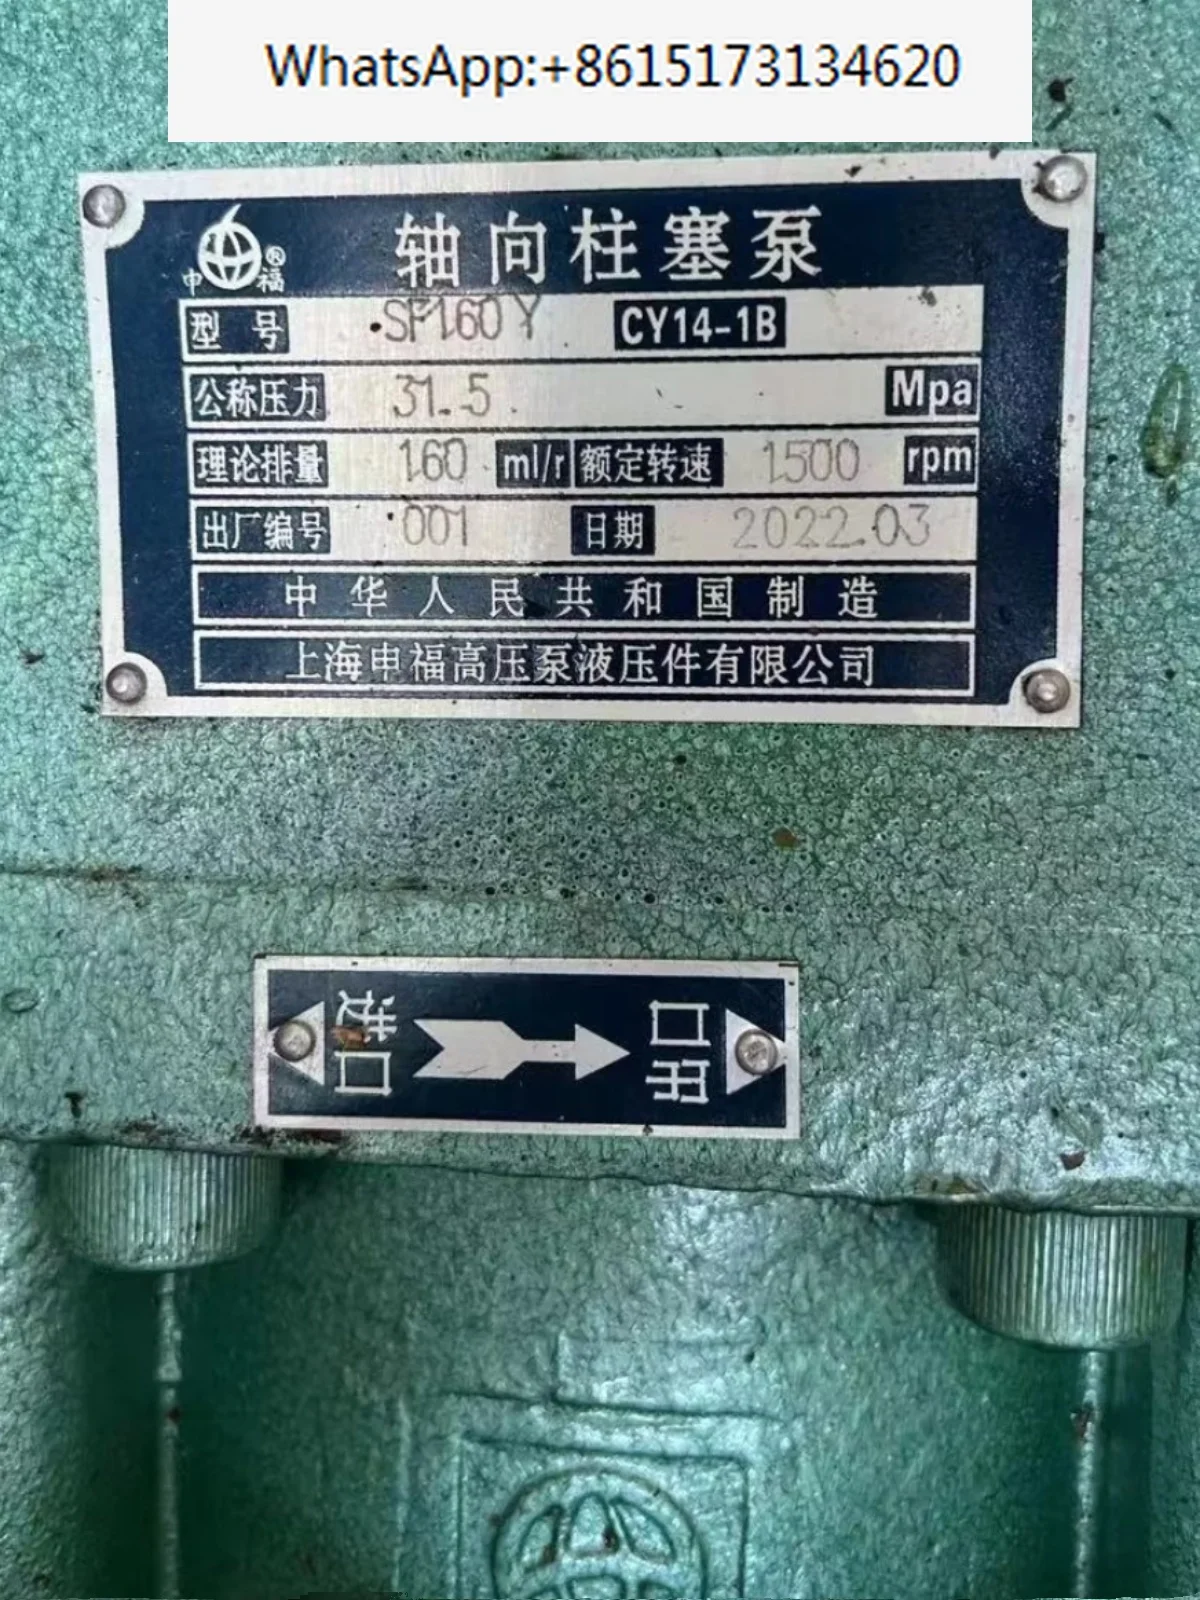 WhatsApp:+8615173134620
轴向柱塞泵
申福®
型号 SF160Y CY14-1B
公称压力 31.5 Mpa
理论排量 160 ml/r 额定转速 1500 rpm
出厂编号 001 日期 2022.03
中华人民共和国制造
上海申福高压泵液压件有限公司
进口
压口